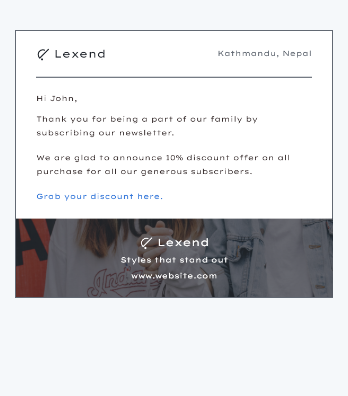 Lexend
Kathmandu, Nepal
Hi John,
Thank you for being a part of our family by
subscribing our newsletter.
We are glad to announce 10% discount offer on all
purchase for all our generous subscribers.
Grab your discount here.
Lexend
Styles that stand out
www.website.com